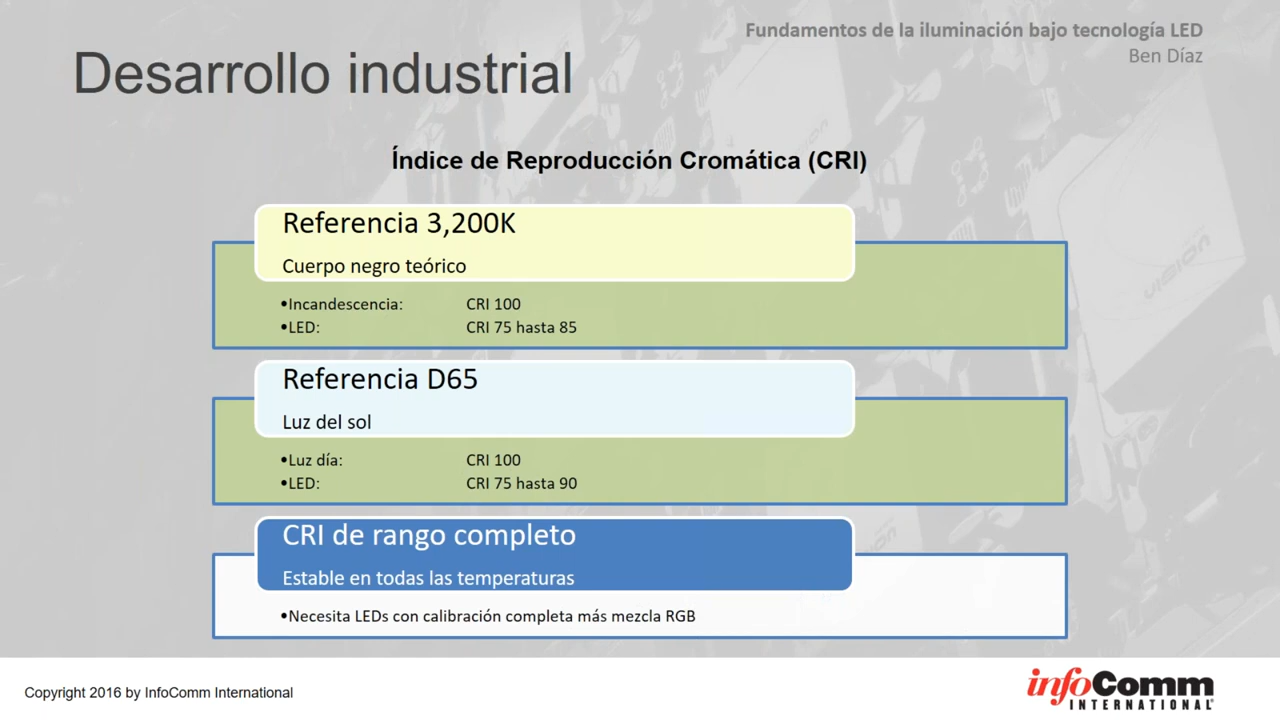 Fundamentos de la iluminación bajo tecnología LED
Ben Díaz
Desarrollo industrial
Índice de Reproducción Cromática (CRI)
Referencia 3,200K
Cuerpo negro teórico
•Incandescencia: CRI 100
•LED: CRI 75 hasta 85
Referencia D65
Luz del sol
•Luz día: CRI 100
•LED: CRI 75 hasta 90
CRI de rango completo
Estable en todas las temperaturas
•Necesita LEDs con calibración completa más mezcla RGB
Copyright 2016 by InfoComm International
infoComm
INTERNATIONAL